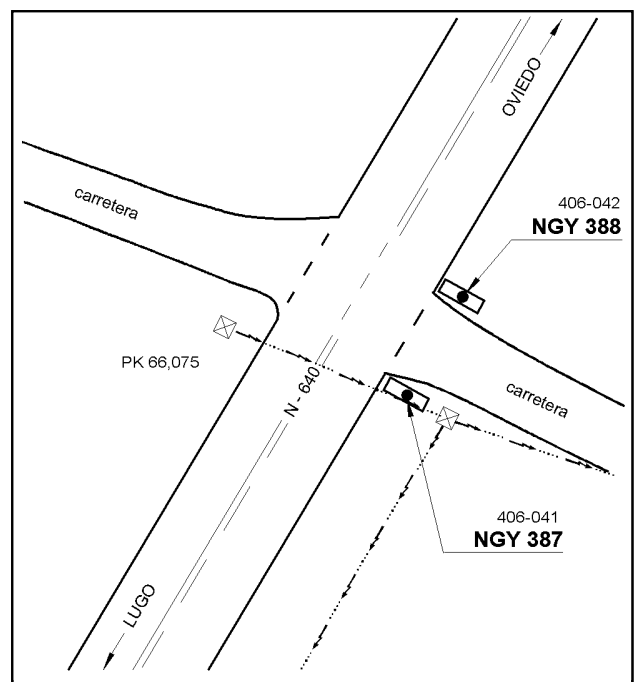 OVIEDO
carretera
406-042
NGY 388
PK 66,075
N - 640
carretera
406-041
NGY 387
LUGO